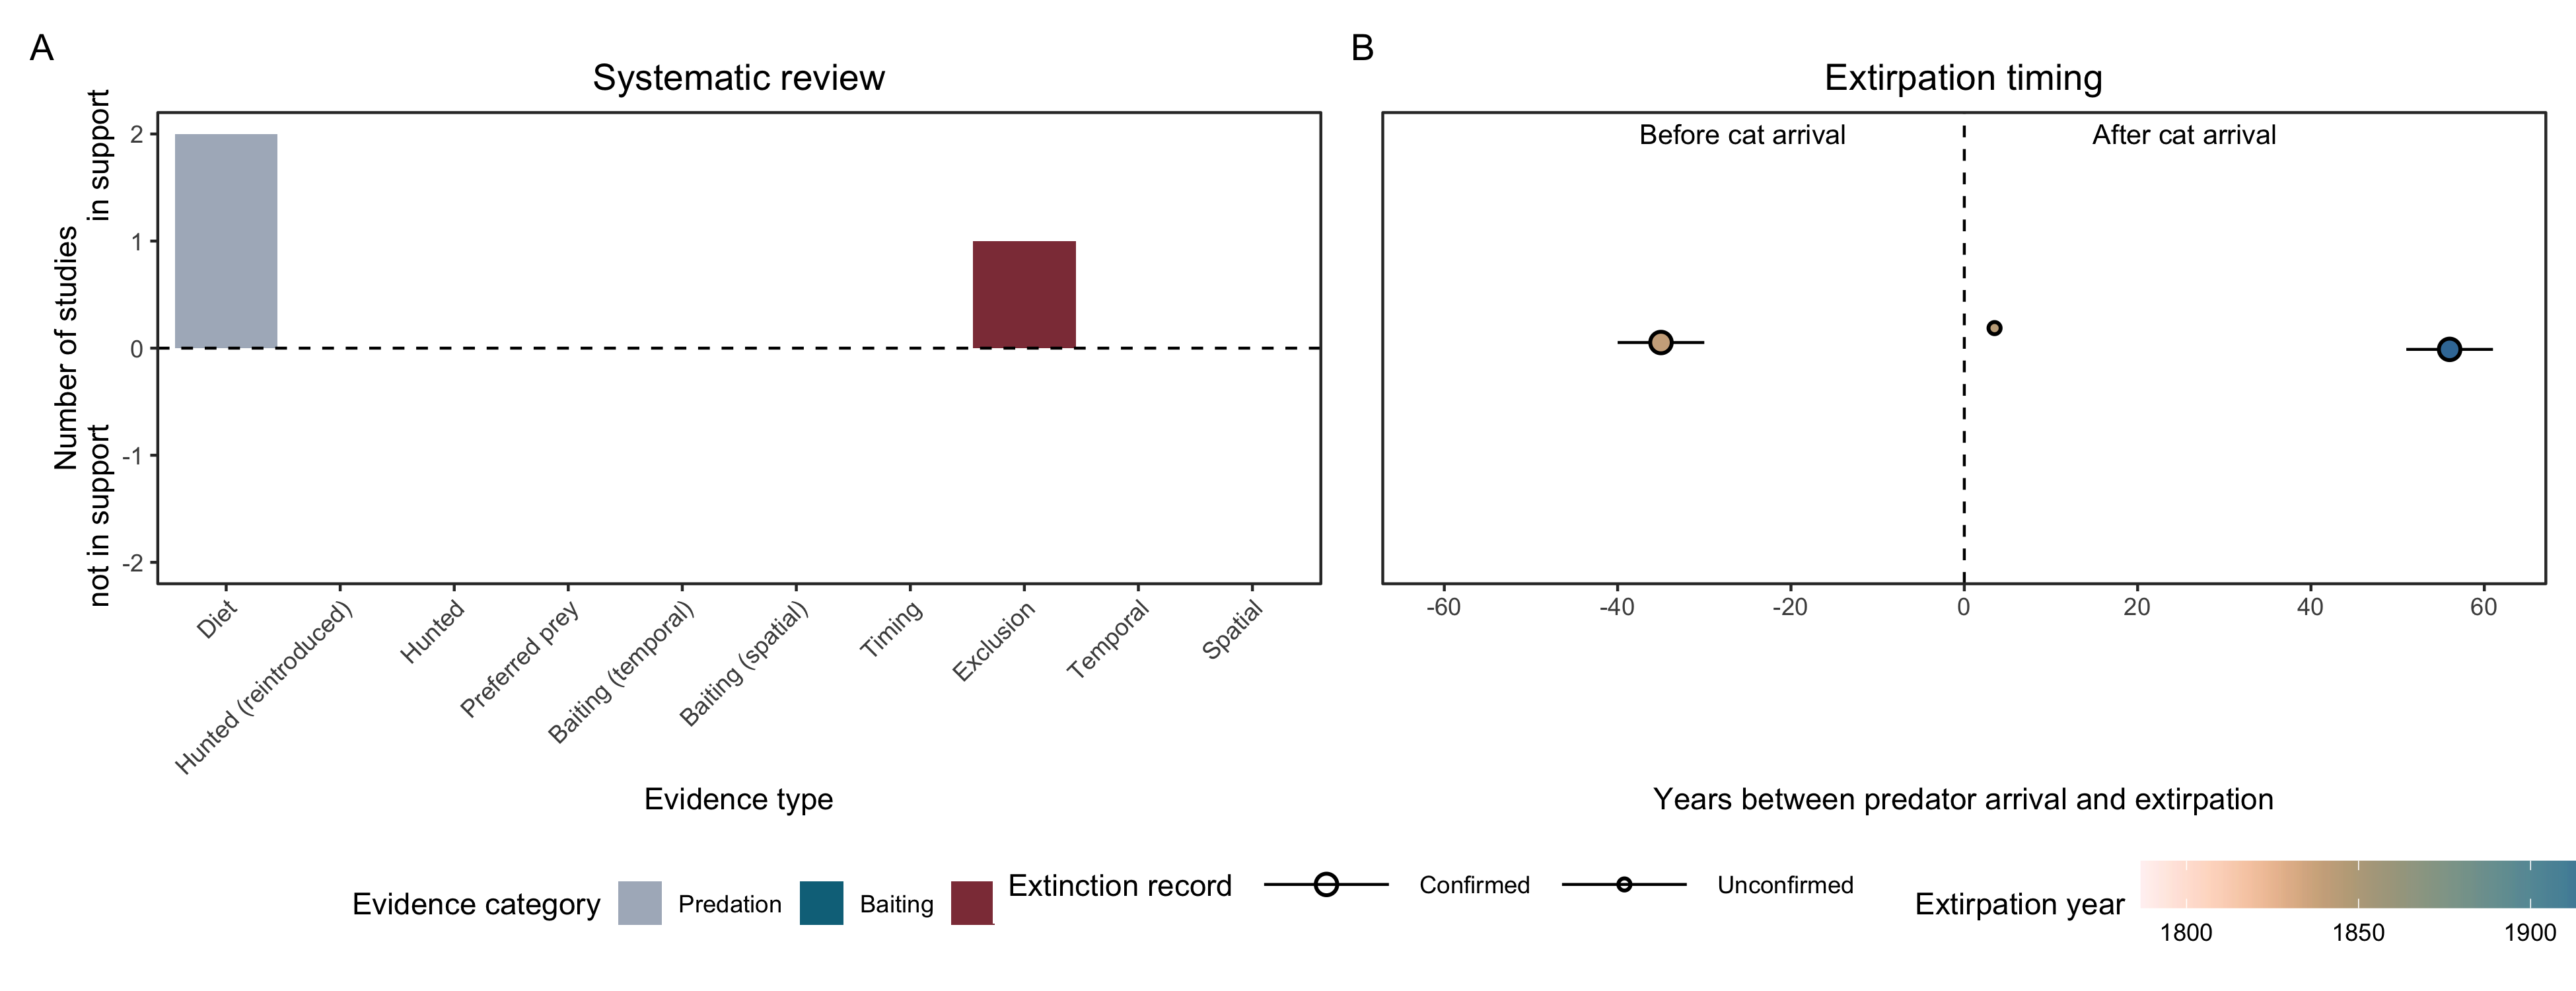 A
Systematic review
Number of studies
not in support
in support
2
1
0
-1
-2
Diet
Hunted (reintroduced)
Hunted
Preferred prey
Baiting (temporal)
Baiting (spatial)
Timing
Exclusion
Temporal
Spatial
Evidence type
B
Extirpation timing
Before cat arrival
After cat arrival
-60
-40
-20
0
20
40
60
Years between predator arrival and extirpation
Evidence category
Predation
Baiting
Extinction record
Confirmed
Unconfirmed
Extirpation year
1800
1850
1900